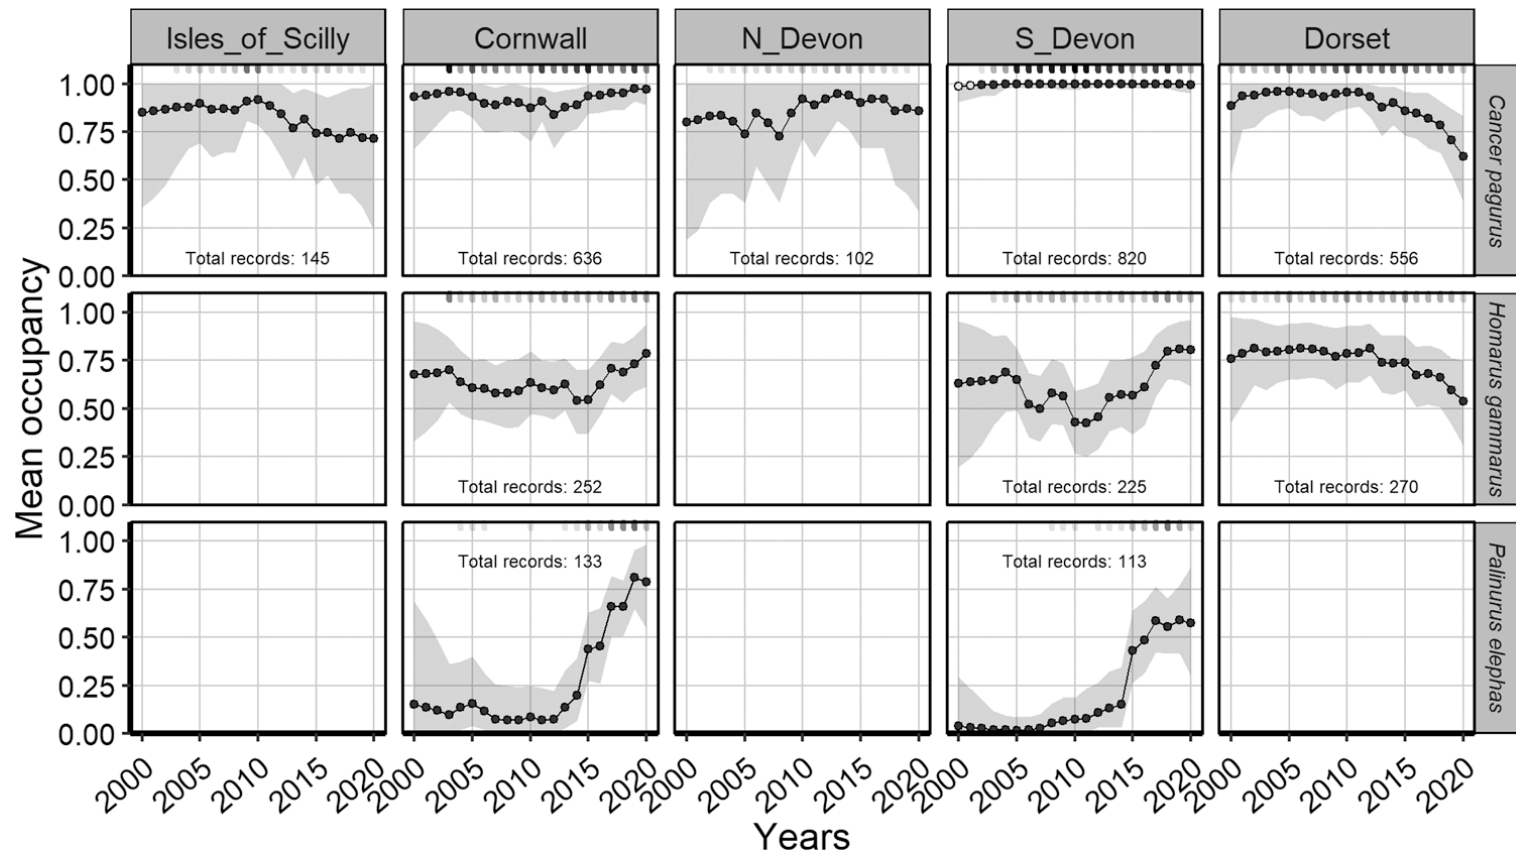 Isles_of_Scilly Cornwall N_Devon S_Devon Dorset
1.00
0.75
0.50
0.25
0.00
Total records: 145
Total records: 636
Total records: 102
Total records: 820
Total records: 556
Cancer pagurus
1.00
0.75
0.50
0.25
0.00
Total records: 252
Total records: 225
Total records: 270
Homarus gammarus
1.00
0.75
0.50
0.25
0.00
Total records: 133
Total records: 113
Palinurus elephas
Mean occupancy
2000 2005 2010 2015 2020
2000 2005 2010 2015 2020
2000 2005 2010 2015 2020
2000 2005 2010 2015 2020
2000 2005 2010 2015 2020
Years